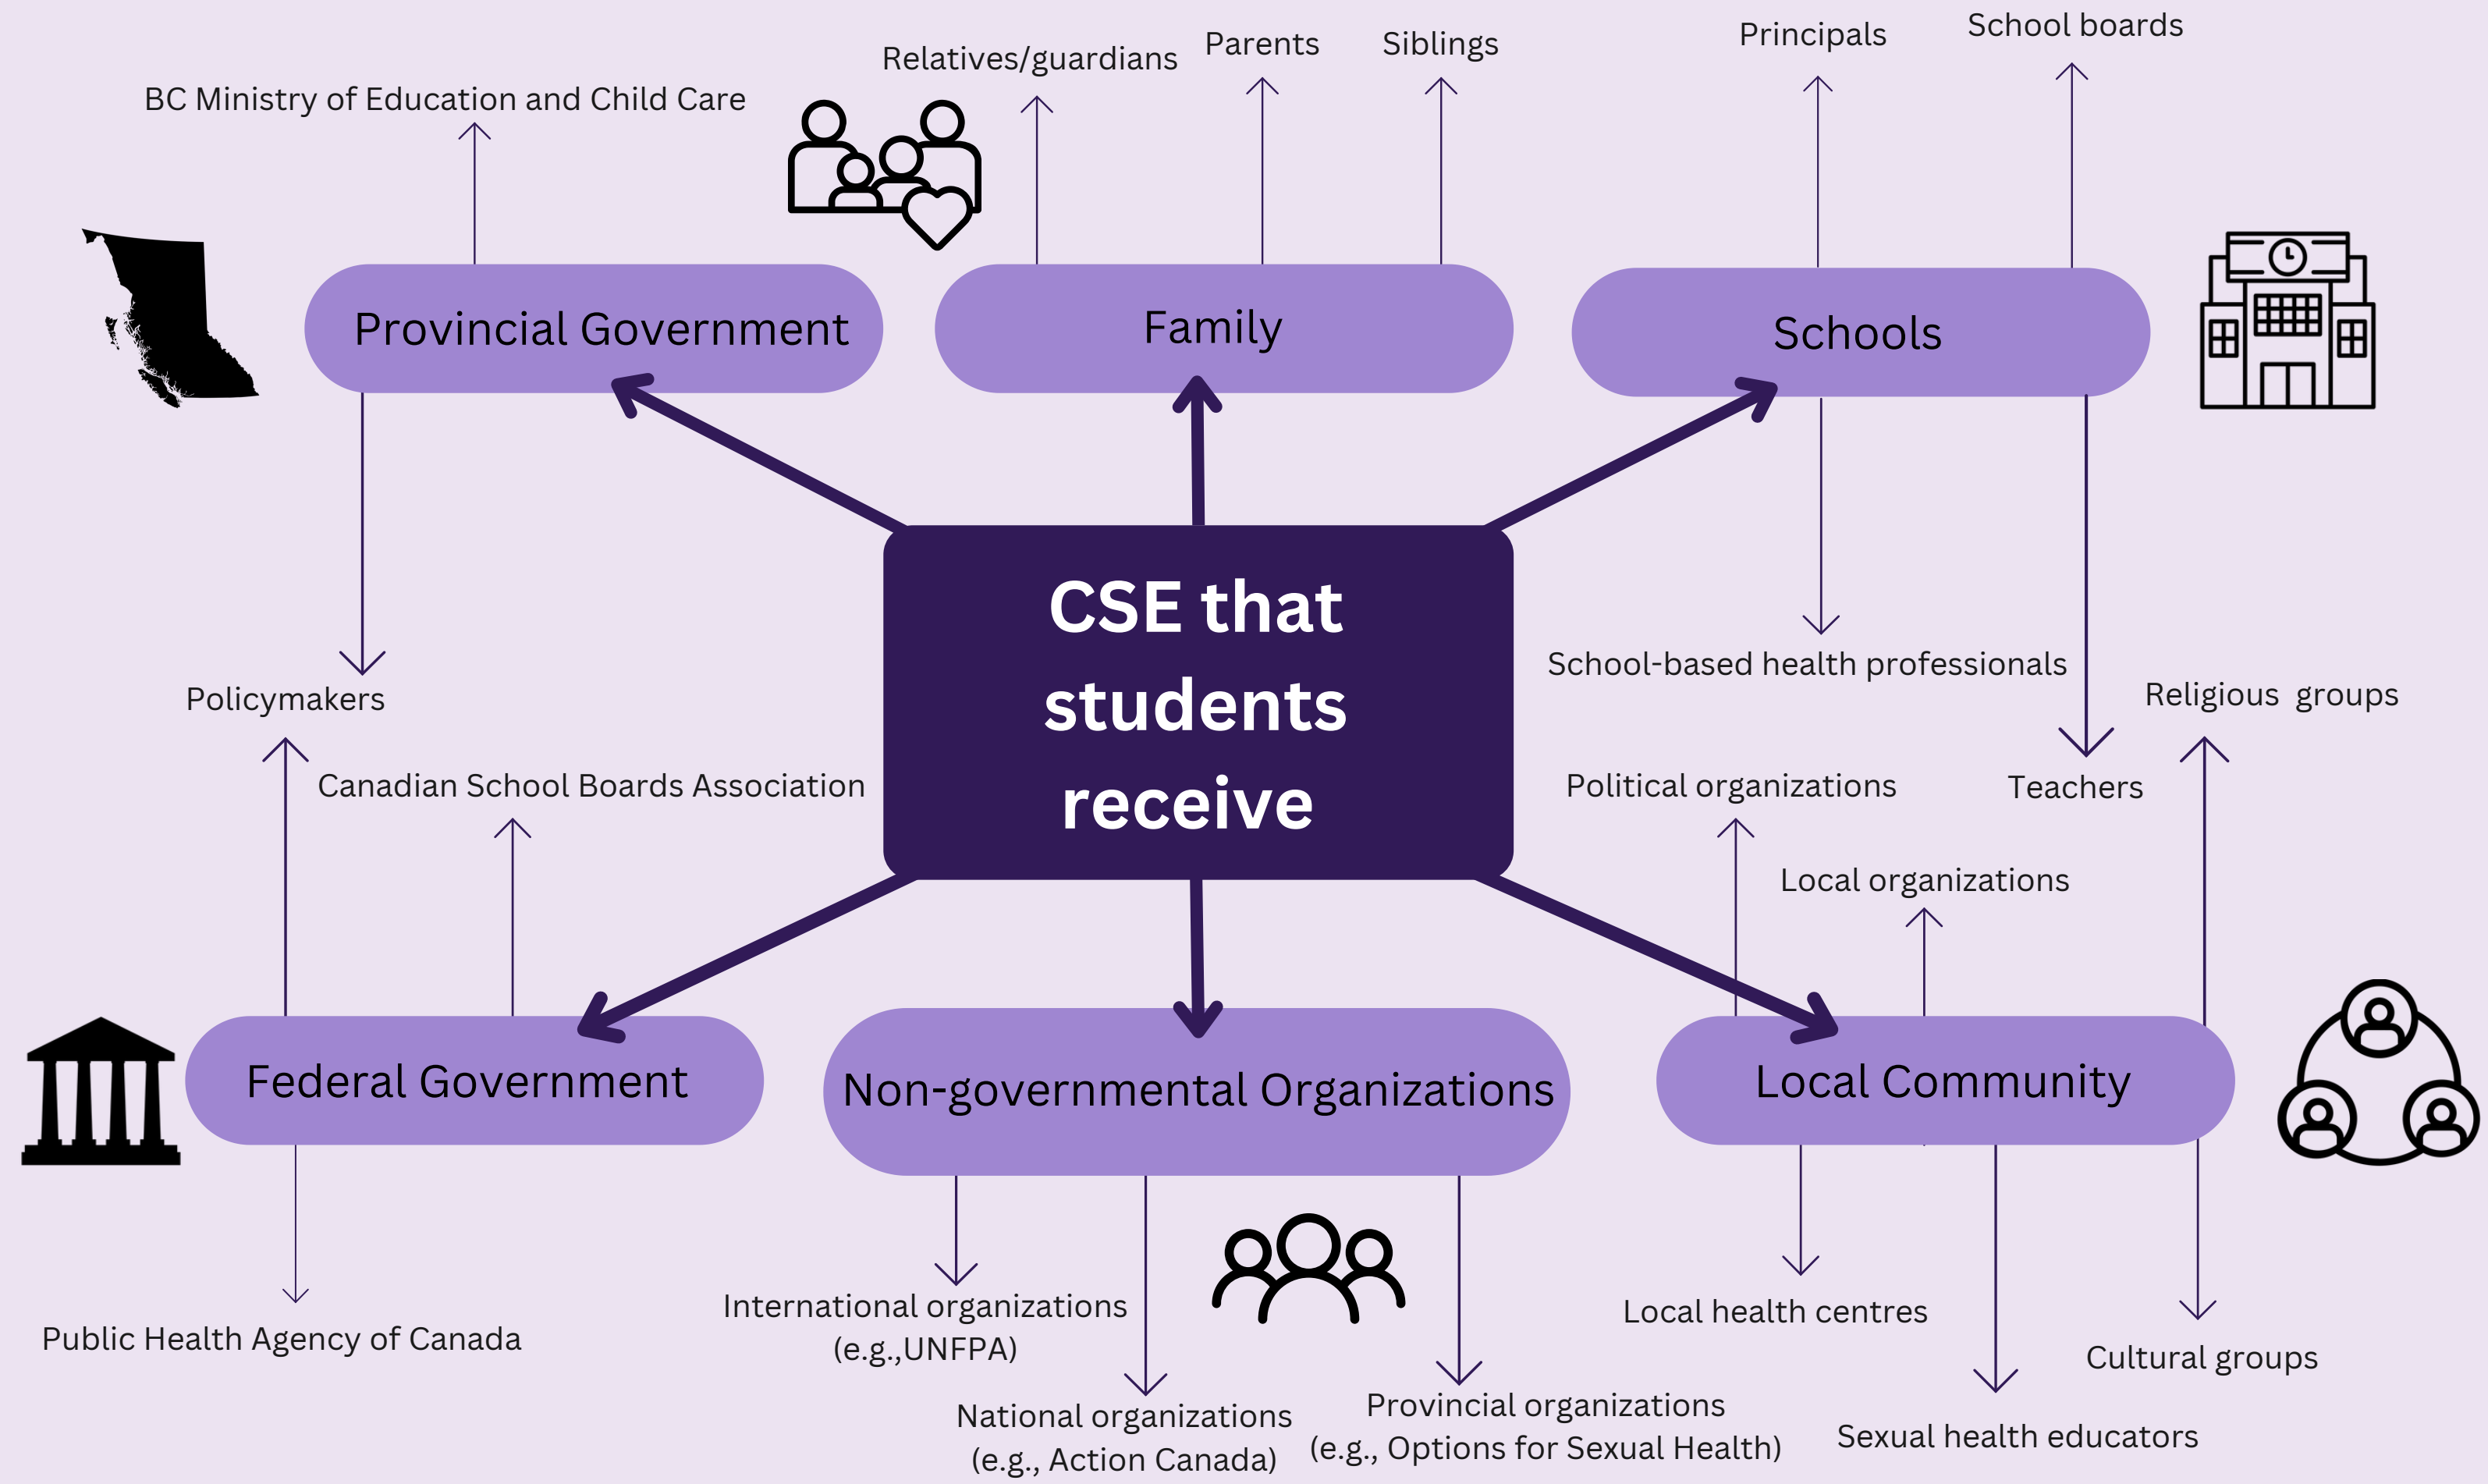 School boards
Principals
Relatives/guardians
Parents
Siblings
BC Ministry of Education and Child Care
Provincial Government
Family
Schools
CSE that
students
receive
School-based health professionals
Policymakers
Religious groups
Canadian School Boards Association
Political organizations
Teachers
Local organizations
Federal Government
Non-governmental Organizations
Local Community
International organizations
(e.g.,UNFPA)
Local health centres
Public Health Agency of Canada
Cultural groups
National organizations
(e.g., Action Canada)
Provincial organizations
(e.g., Options for Sexual Health)
Sexual health educators